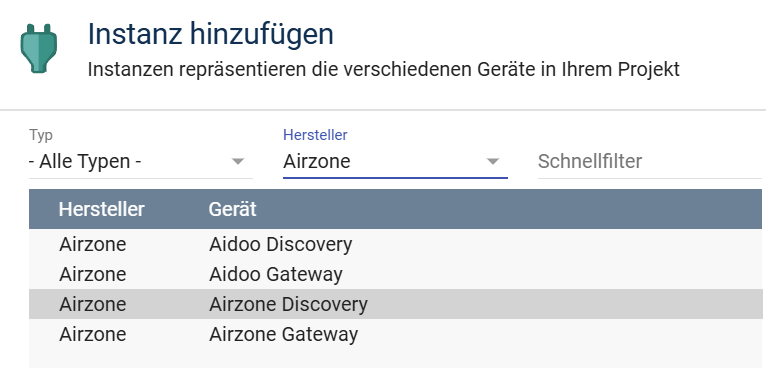 Instanz hinzufügen
Instanzen repräsentieren die verschiedenen Geräte in Ihrem Projekt
Typ Hersteller
- Alle Typen - Airzone Schnellfilter
Hersteller Gerät
Airzone Aidoo Discovery
Airzone Aidoo Gateway
Airzone Airzone Discovery
Airzone Airzone Gateway